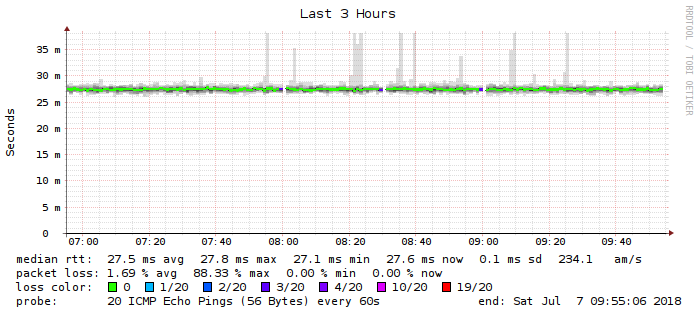 Last 3 Hours
RRDTOOL / TOBI OETIKER
Seconds
35 m
30 m
25 m
20 m
15 m
10 m
5 m
0
07:00 07:20 07:40 08:00 08:20 08:40 09:00 09:20 09:40
median rtt: 27.5 ms avg 27.8 ms max 27.1 ms min 27.6 ms now 0.1 ms sd 234.1 am/s
packet loss: 1.69 % avg 88.33 % max 0.00 % min 0.00 % now
loss color: 0 1/20 2/20 3/20 4/20 10/20 19/20
probe: 20 ICMP Echo Pings (56 Bytes) every 60s end: Sat Jul 7 09:55:06 2018